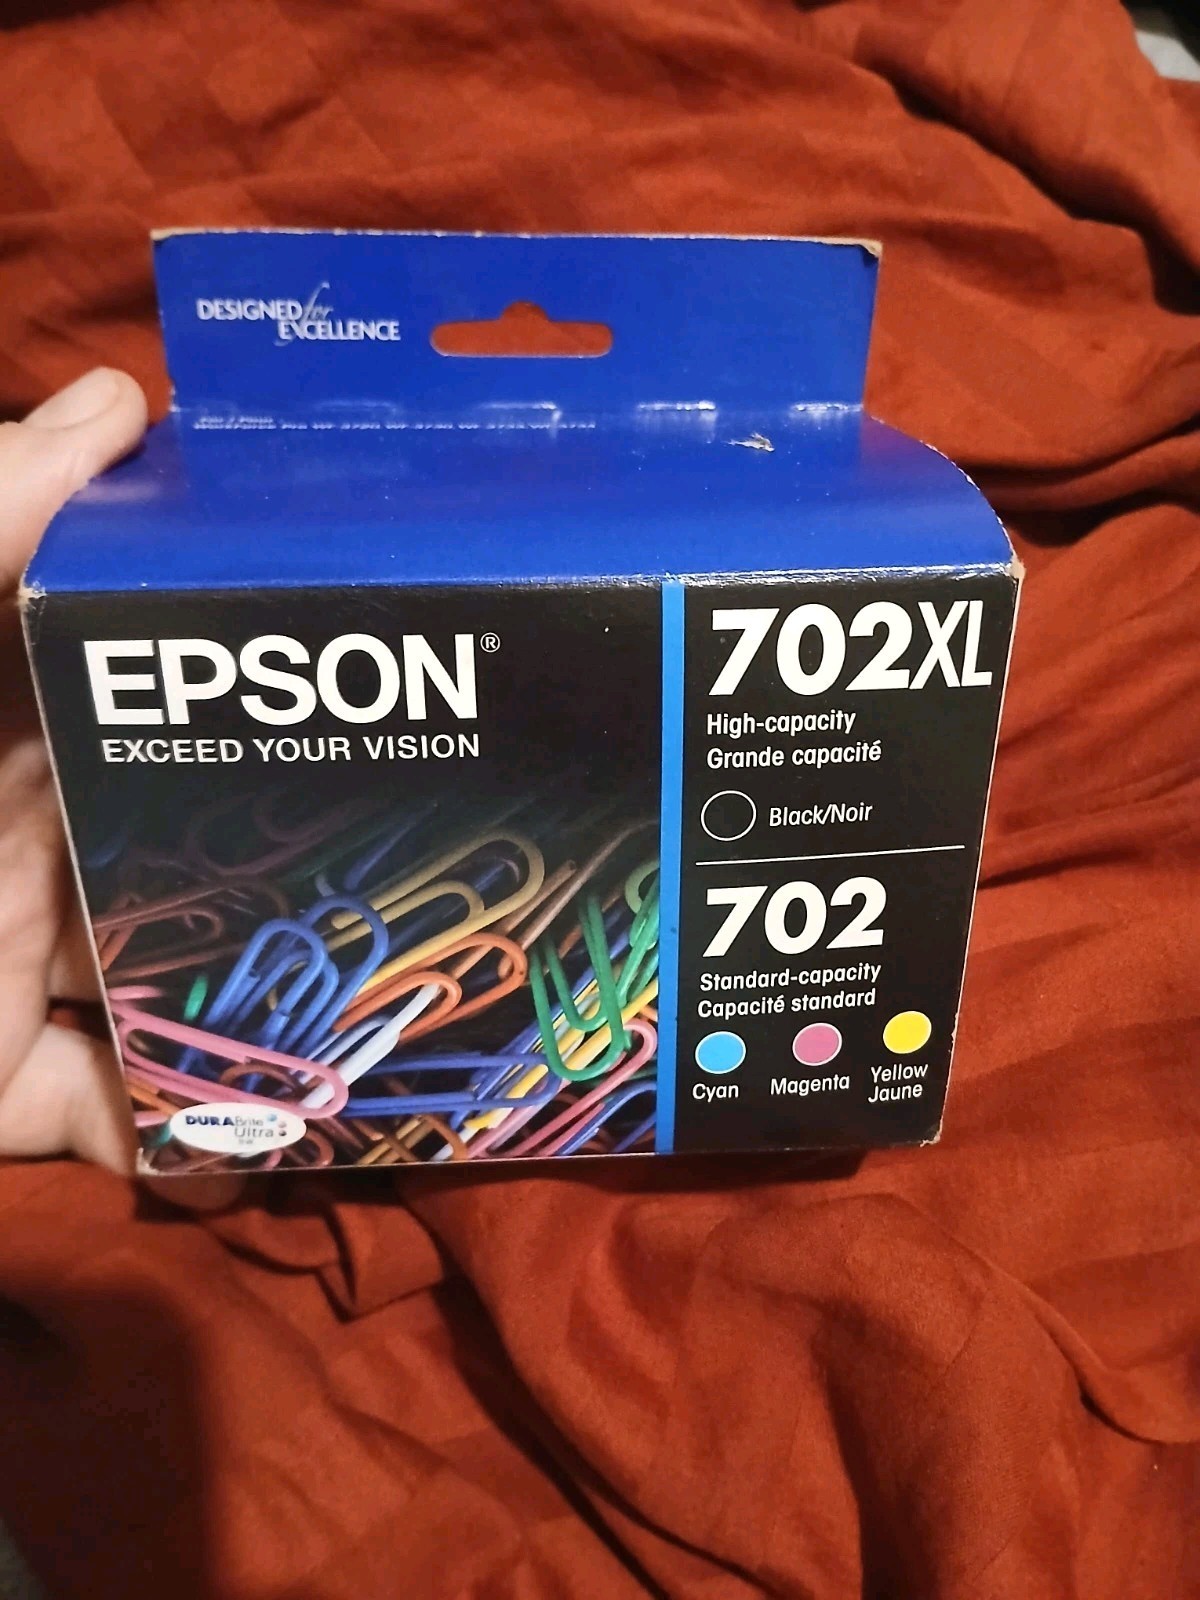 DESIGNED for
EXCELLENCE
EPSON®
EXCEED YOUR VISION
702XL
High-capacity
Grande capacité
Black/Noir
702
Standard-capacity
Capacité standard
Cyan
Magenta
Yellow
Jaune
DURABrite
Ultra